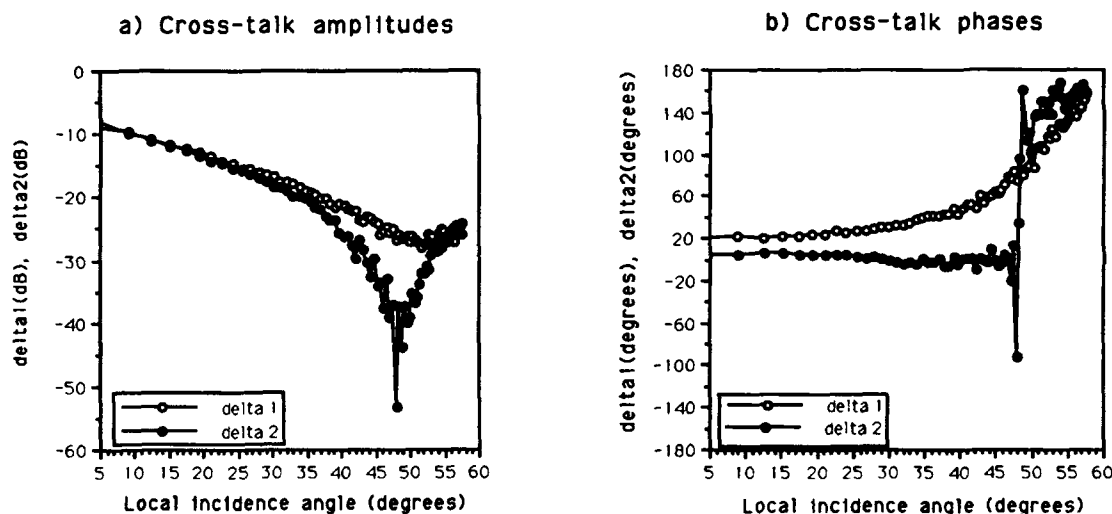 a) Cross-talk amplitudes
delta1(dB), delta2(dB)
0
-10
-20
-30
-40
-50
-60
delta 1
delta 2
5 10 15 20 25 30 35 40 45 50 55 60
Local incidence angle (degrees)
b) Cross-talk phases
delta1(degrees), delta2(degrees)
180
140
100
60
20
-20
-60
-100
-140
-180
delta 1
delta 2
5 10 15 20 25 30 35 40 45 50 55 60
Local incidence angle (degrees)